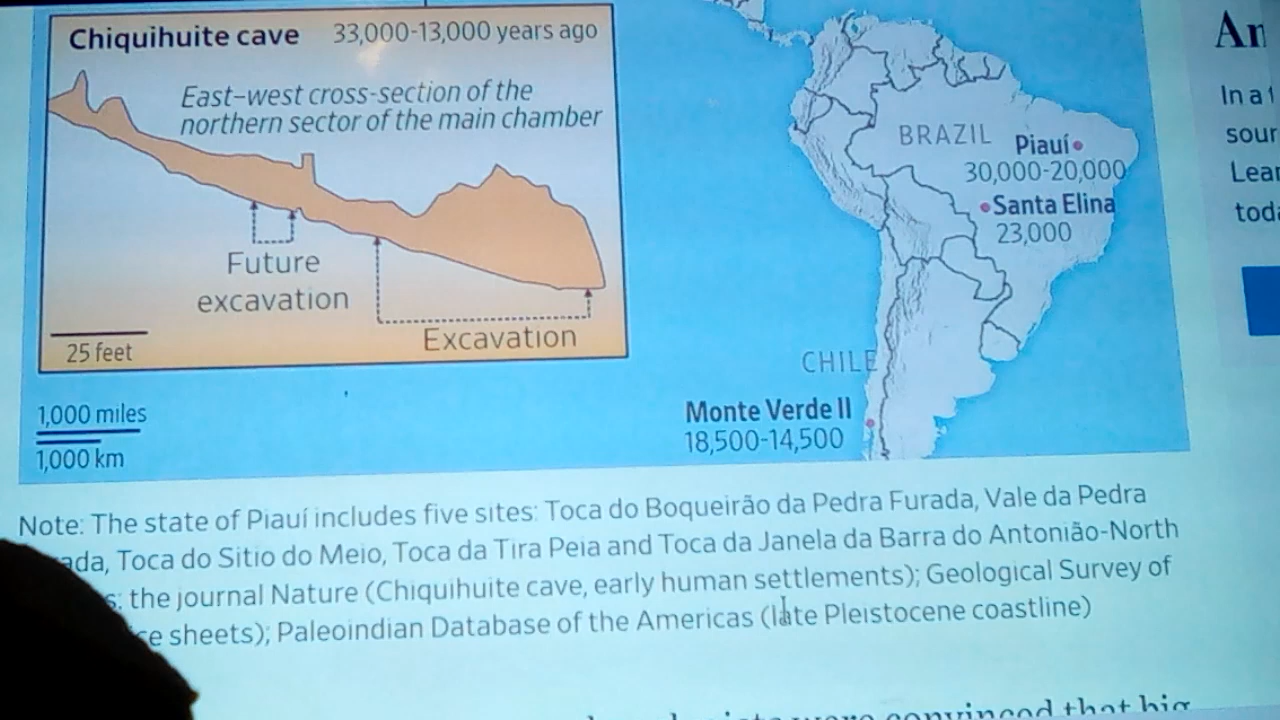 Chiquihuite cave 33,000-13,000 years ago
East–west cross-section of the
northern sector of the main chamber
Future
excavation
Excavation
25 feet
1,000 miles
1,000 km
BRAZIL
Piauí
30,000-20,000
Santa Elina
23,000
CHILE
Monte Verde II
18,500-14,500
Note: The state of Piauí includes five sites: Toca do Boqueirão da Pedra Furada, Vale da Pedra
Toca do Sitio do Meio, Toca da Tira Peia and Toca da Janela da Barra do Antonião-North
the journal Nature (Chiquihuite cave, early human settlements); Geological Survey of
sheets); Paleoindian Database of the Americas (late Pleistocene coastline)
were convinced that big
In a